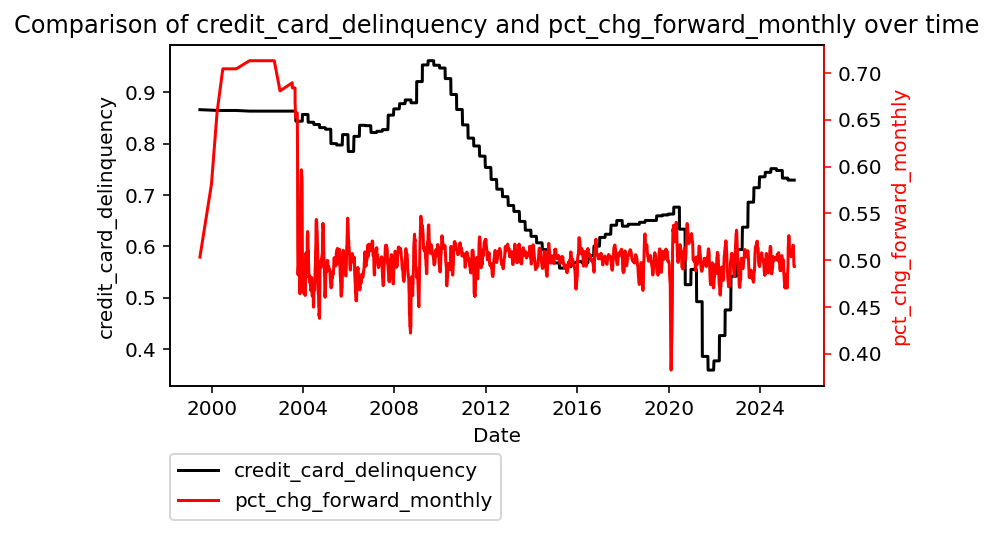 Comparison of credit_card_delinquency and pct_chg_forward_monthly over time
credit_card_delinquency
0.9
0.8
0.7
0.6
0.5
0.4
0.70
0.65
0.60
0.55
0.50
0.45
0.40
pct_chg_forward_monthly
2000 2004 2008 2012 2016 2020 2024
Date
credit_card_delinquency
pct_chg_forward_monthly